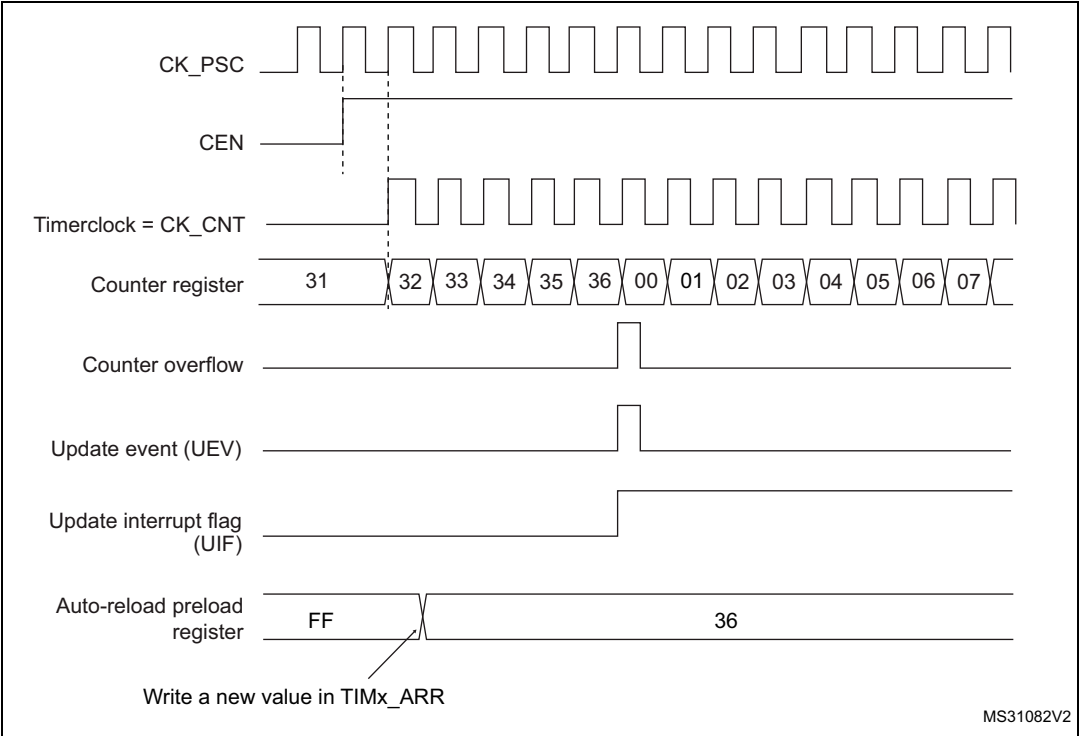 CK_PSC
CEN
Timerclock = CK_CNT
Counter register
31 32 33 34 35 36 00 01 02 03 04 05 06 07
Counter overflow
Update event (UEV)
Update interrupt flag
(UIF)
Auto-reload preload
register
FF 36
Write a new value in TIMx_ARR
MS31082V2